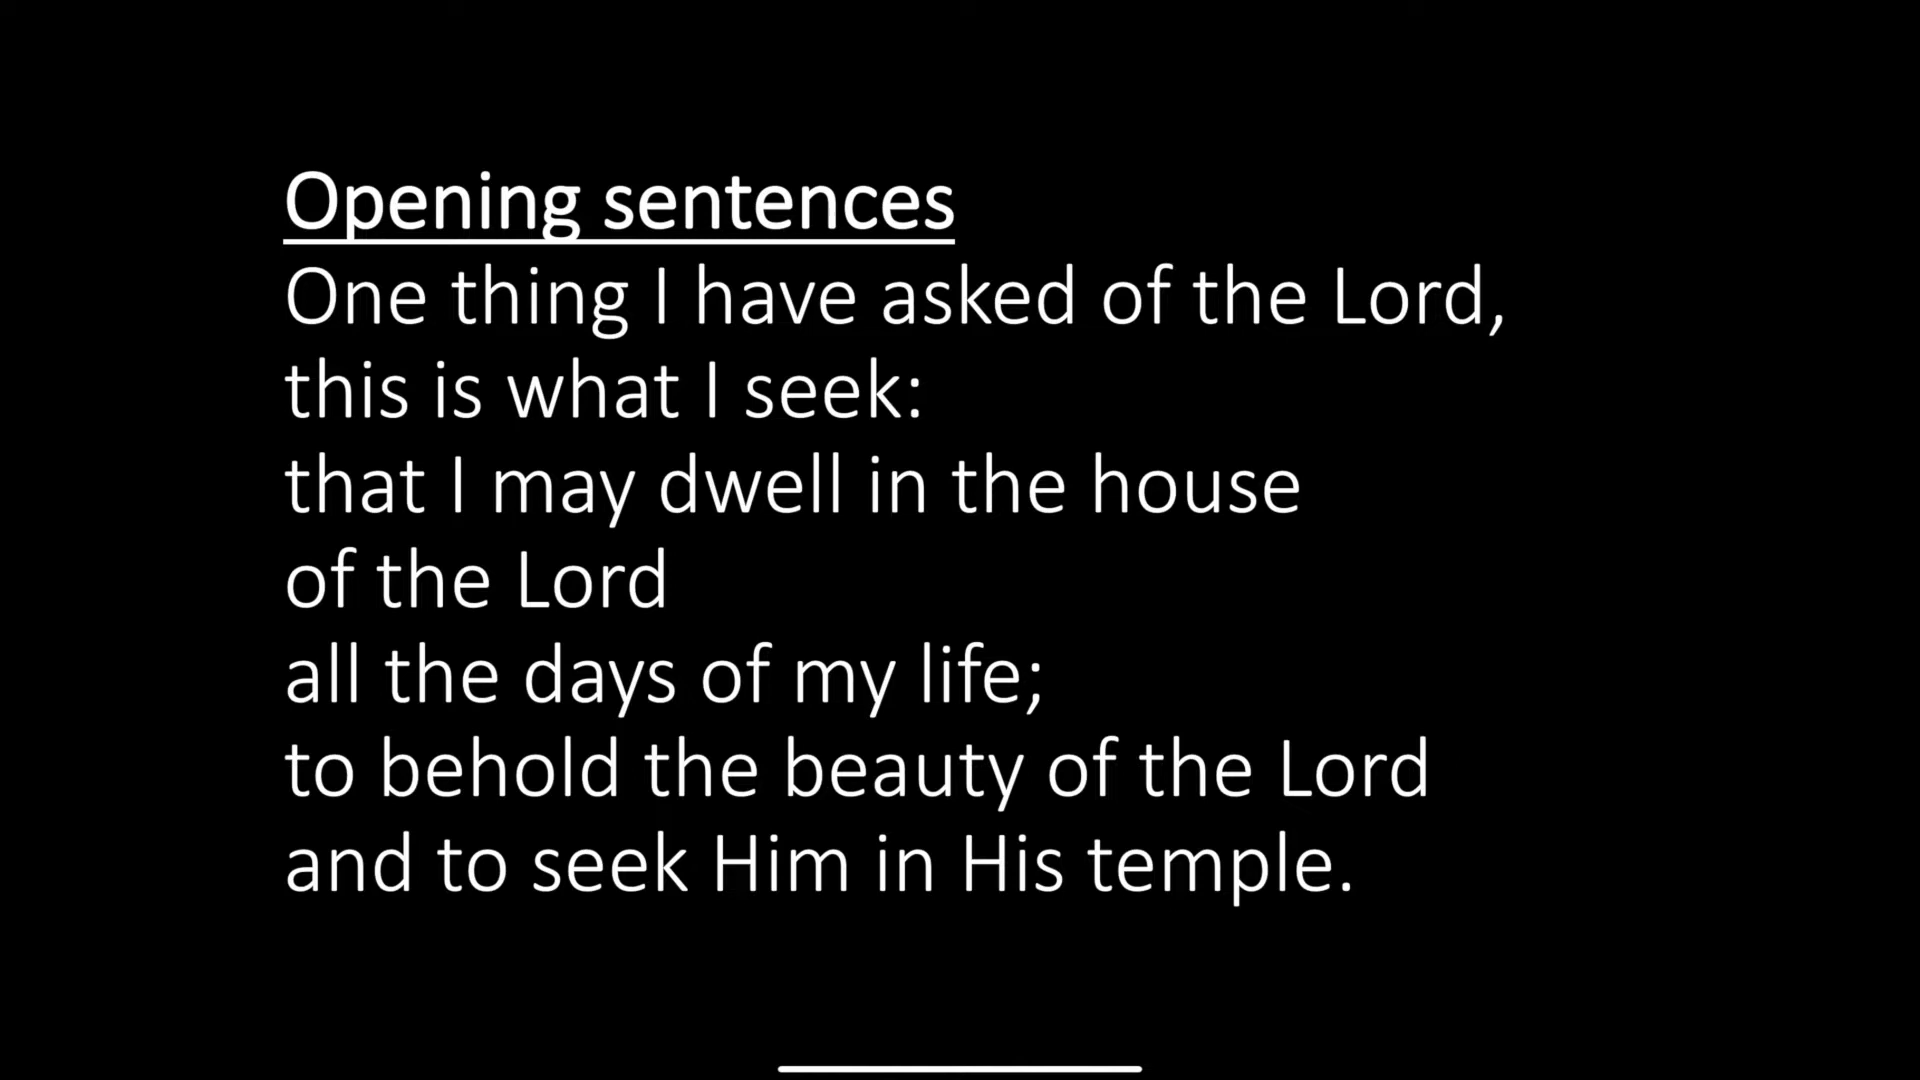 Opening sentences
One thing I have asked of the Lord,
this is what I seek:
that I may dwell in the house
of the Lord
all the days of my life;
to behold the beauty of the Lord
and to seek Him in His temple.